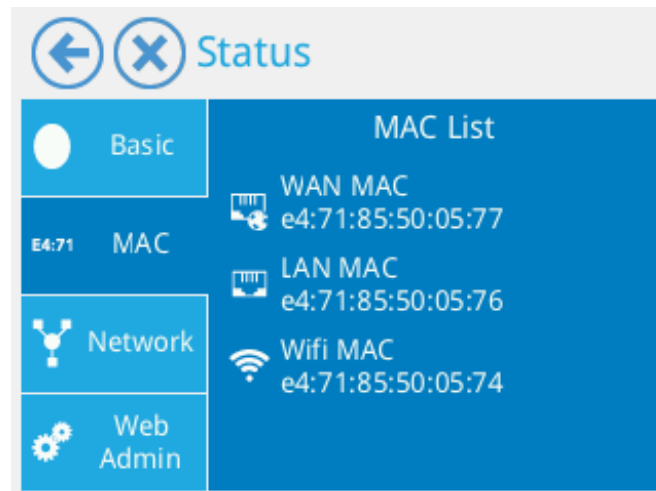 Status
Basic
MAC List
WAN MAC
e4:71:85:50:05:77
E4:71 MAC
LAN MAC
e4:71:85:50:05:76
Network
Wifi MAC
e4:71:85:50:05:74
Web
Admin